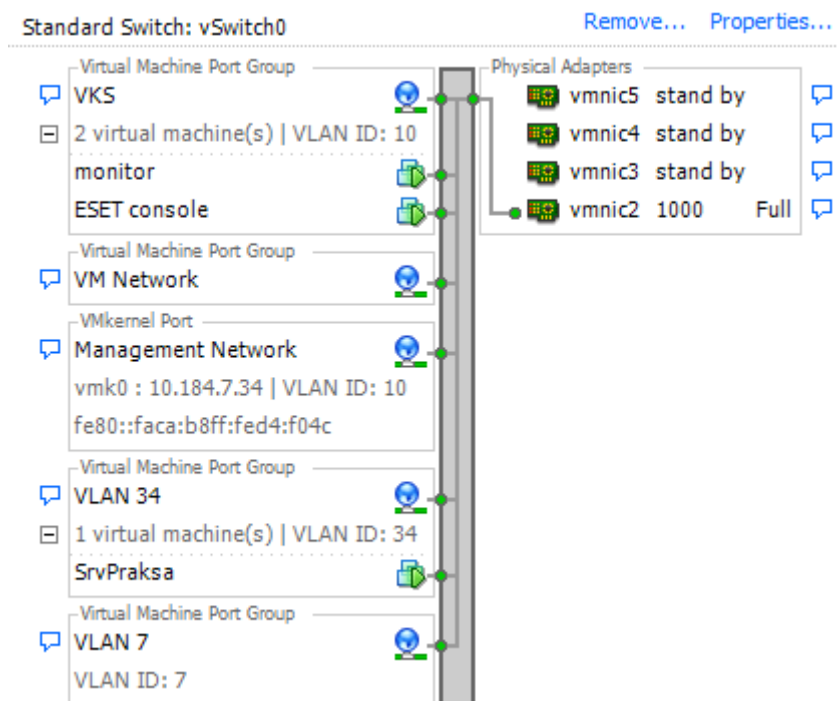 Standard Switch: vSwitch0
Remove... Properties...
Virtual Machine Port Group
VKS
2 virtual machine(s) | VLAN ID: 10
monitor
ESET console
Virtual Machine Port Group
VM Network
VMkernel Port
Management Network
vmk0 : 10.184.7.34 | VLAN ID: 10
fe80::faca:b8ff:fed4:f04c
Virtual Machine Port Group
VLAN 34
1 virtual machine(s) | VLAN ID: 34
SrvPraksa
Virtual Machine Port Group
VLAN 7
VLAN ID: 7
Physical Adapters
vmnic5 stand by
vmnic4 stand by
vmnic3 stand by
vmnic2 1000 Full